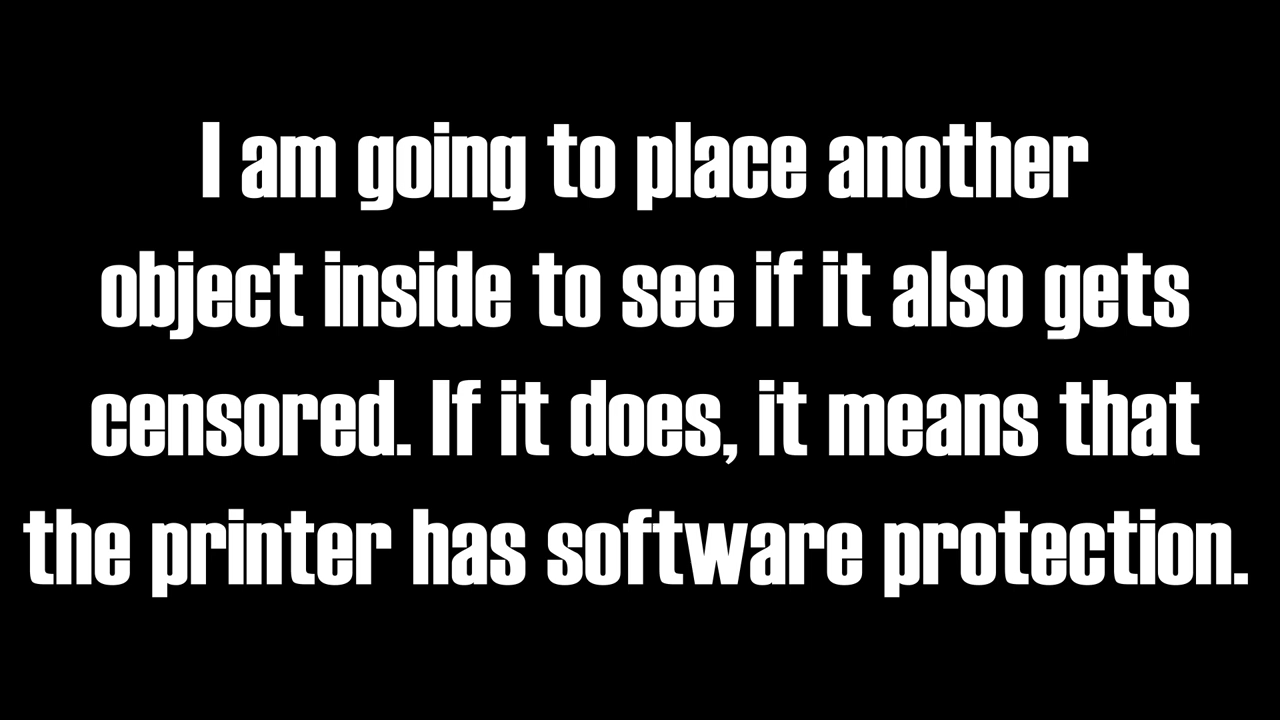 I am going to place another
object inside to see if it also gets
censored. If it does, it means that
the printer has software protection.